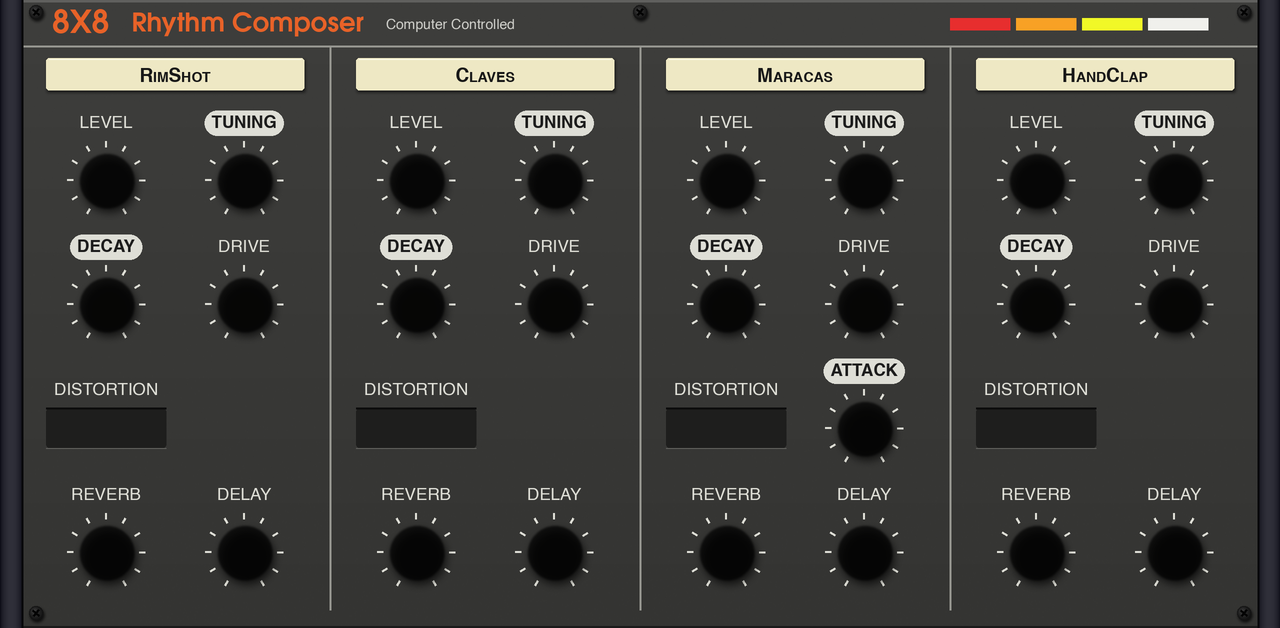 8X8 Rhythm Composer Computer Controlled
RimShot Claves Maracas HandClap
LEVEL TUNING LEVEL TUNING LEVEL TUNING LEVEL TUNING
DECAY DRIVE DECAY DRIVE DECAY DRIVE DECAY DRIVE
ATTACK
DISTORTION DISTORTION DISTORTION DISTORTION
REVERB DELAY REVERB DELAY REVERB DELAY REVERB DELAY